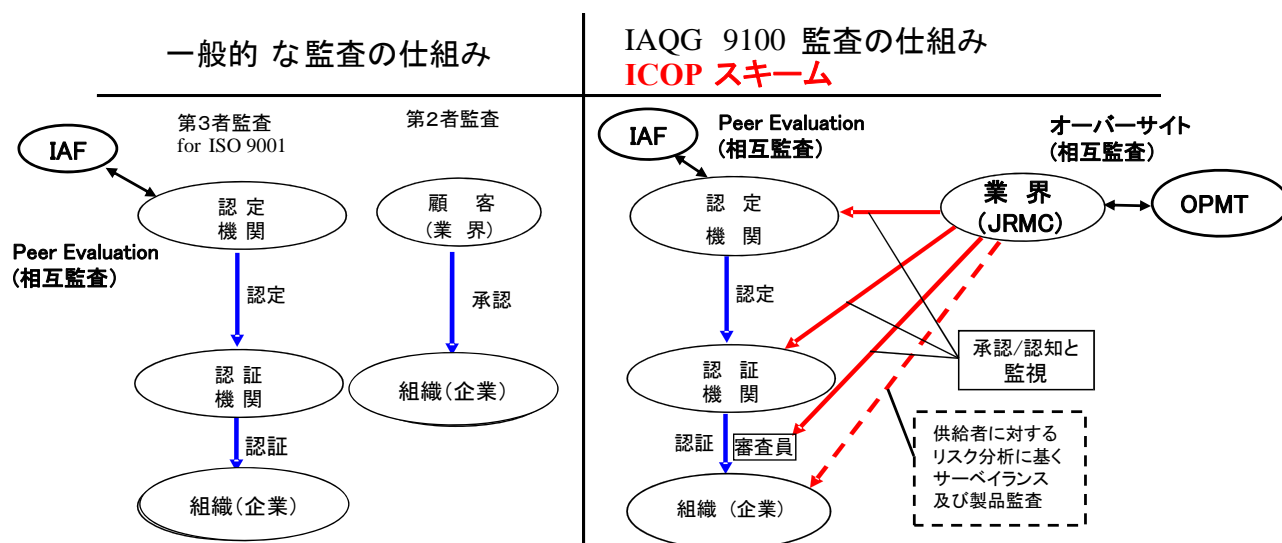 一般的 な監査の仕組み
IAQG 9100 監査の仕組み
ICOP スキーム
第3者監査
for ISO 9001
第2者監査
IAF
認 定
機 関
顧 客
(業 界)
Peer Evaluation
(相互監査)
認定
承認
認 証
機 関
組織(企業)
認証
組織(企業)
IAF
Peer Evaluation
(相互監査)
オーバーサイト
(相互監査)
認 定
機 関
業 界
(JRMC)
OPMT
認定
承認/認知と
監視
認 証
機 関
認証
審査員
供給者に対する
リスク分析に基く
サーベイランス
及び製品監査
組織 (企業)